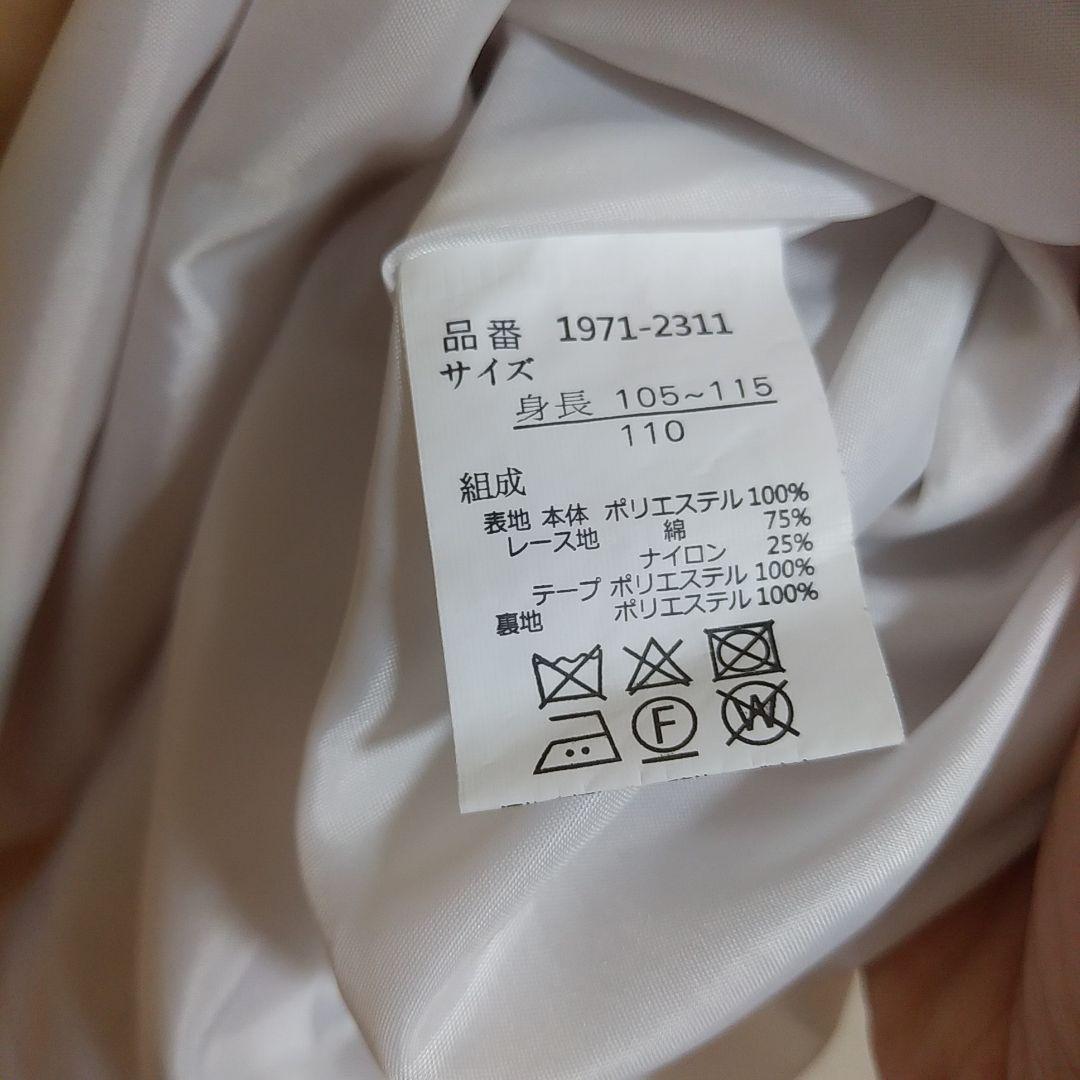 品番 1971-2311
サイズ
身長 105~115
110
組成
表地 本体 ポリエステル 100%
レース地 綿 75%
ナイロン 25%
テープ ポリエステル 100%
裏地 ポリエステル 100%
F W